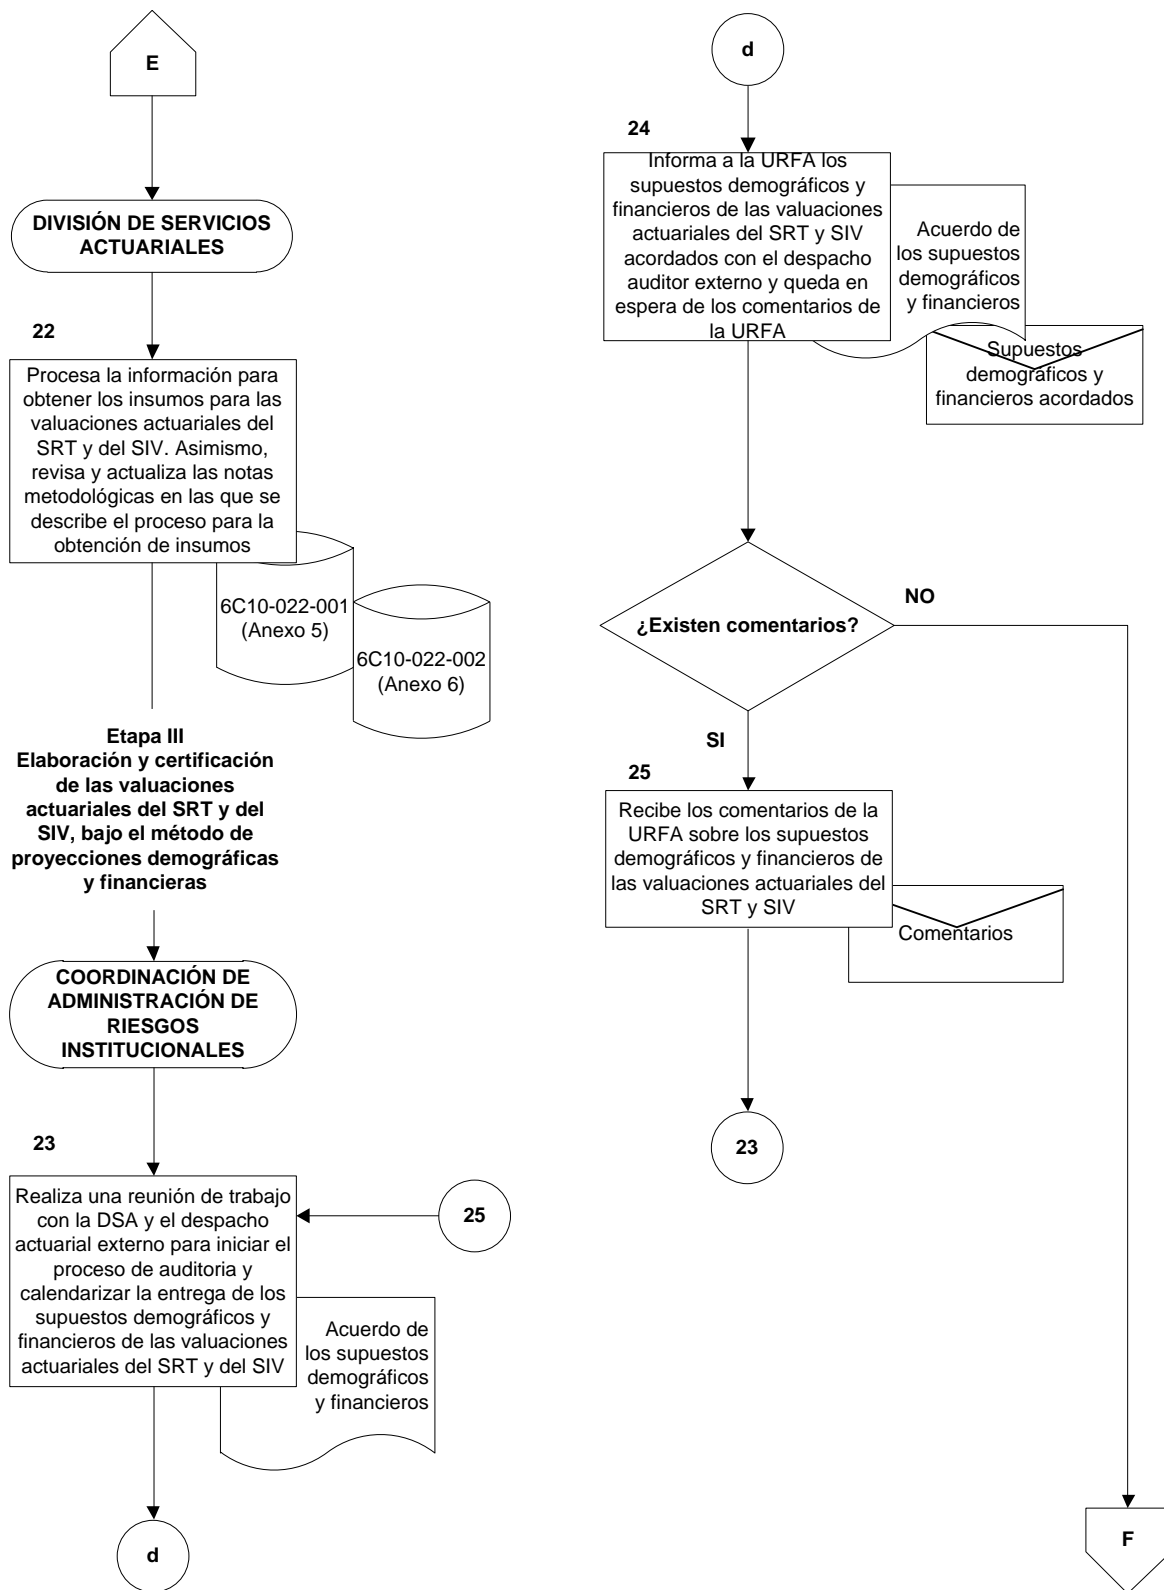 E
DIVISIÓN DE SERVICIOS
ACTUARIALES
22
Procesa la información para
obtener los insumos para las
valuaciones actuariales del
SRT y del SIV. Asimismo,
revisa y actualiza las notas
metodológicas en las que se
describe el proceso para la
obtención de insumos
6C10-022-001
(Anexo 5)
6C10-022-002
(Anexo 6)
Etapa III
Elaboración y certificación
de las valuaciones
actuariales del SRT y del
SIV, bajo el método de
proyecciones demográficas
y financieras
COORDINACIÓN DE
ADMINISTRACIÓN DE
RIESGOS
INSTITUCIONALES
23
Realiza una reunión de trabajo
con la DSA y el despacho
actuarial externo para iniciar el
proceso de auditoria y
calendarizar la entrega de los
supuestos demográficos y
financieros de las valuaciones
actuariales del SRT y del SIV
25
Acuerdo de
los supuestos
demográficos
y financieros
d
d
24
Informa a la URFA los
supuestos demográficos y
financieros de las valuaciones
actuariales del SRT y SIV
acordados con el despacho
auditor externo y queda en
espera de los comentarios de
la URFA
Acuerdo de
los supuestos
demográficos
y financieros
Supuestos
demográficos y
financieros acordados
¿Existen comentarios?
NO
SI
25
Recibe los comentarios de la
URFA sobre los supuestos
demográficos y financieros de
las valuaciones actuariales del
SRT y SIV
Comentarios
23
F